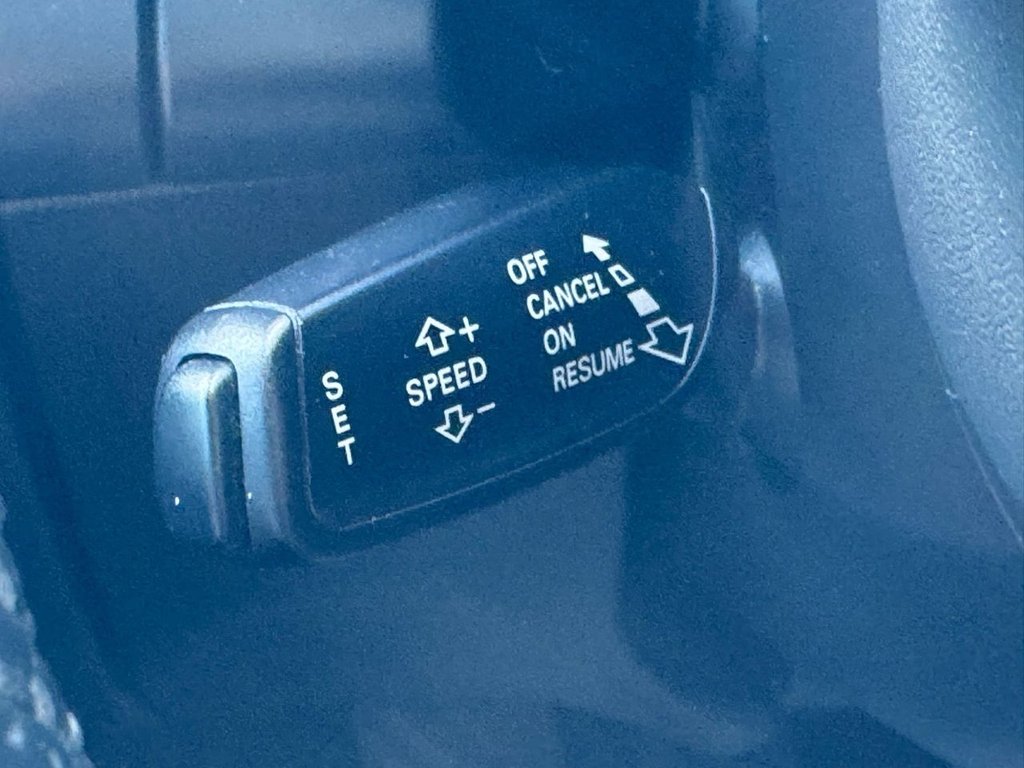 SET
+
SPEED
-
OFF
CANCEL
ON
RESUME